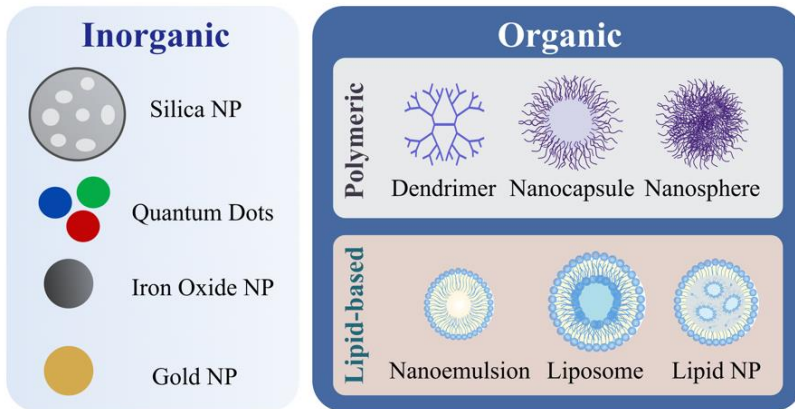 Inorganic
Silica NP
Quantum Dots
Iron Oxide NP
Gold NP
Organic
Polymeric
Dendrimer
Nanocapsule
Nanosphere
Lipid-based
Nanoemulsion
Liposome
Lipid NP